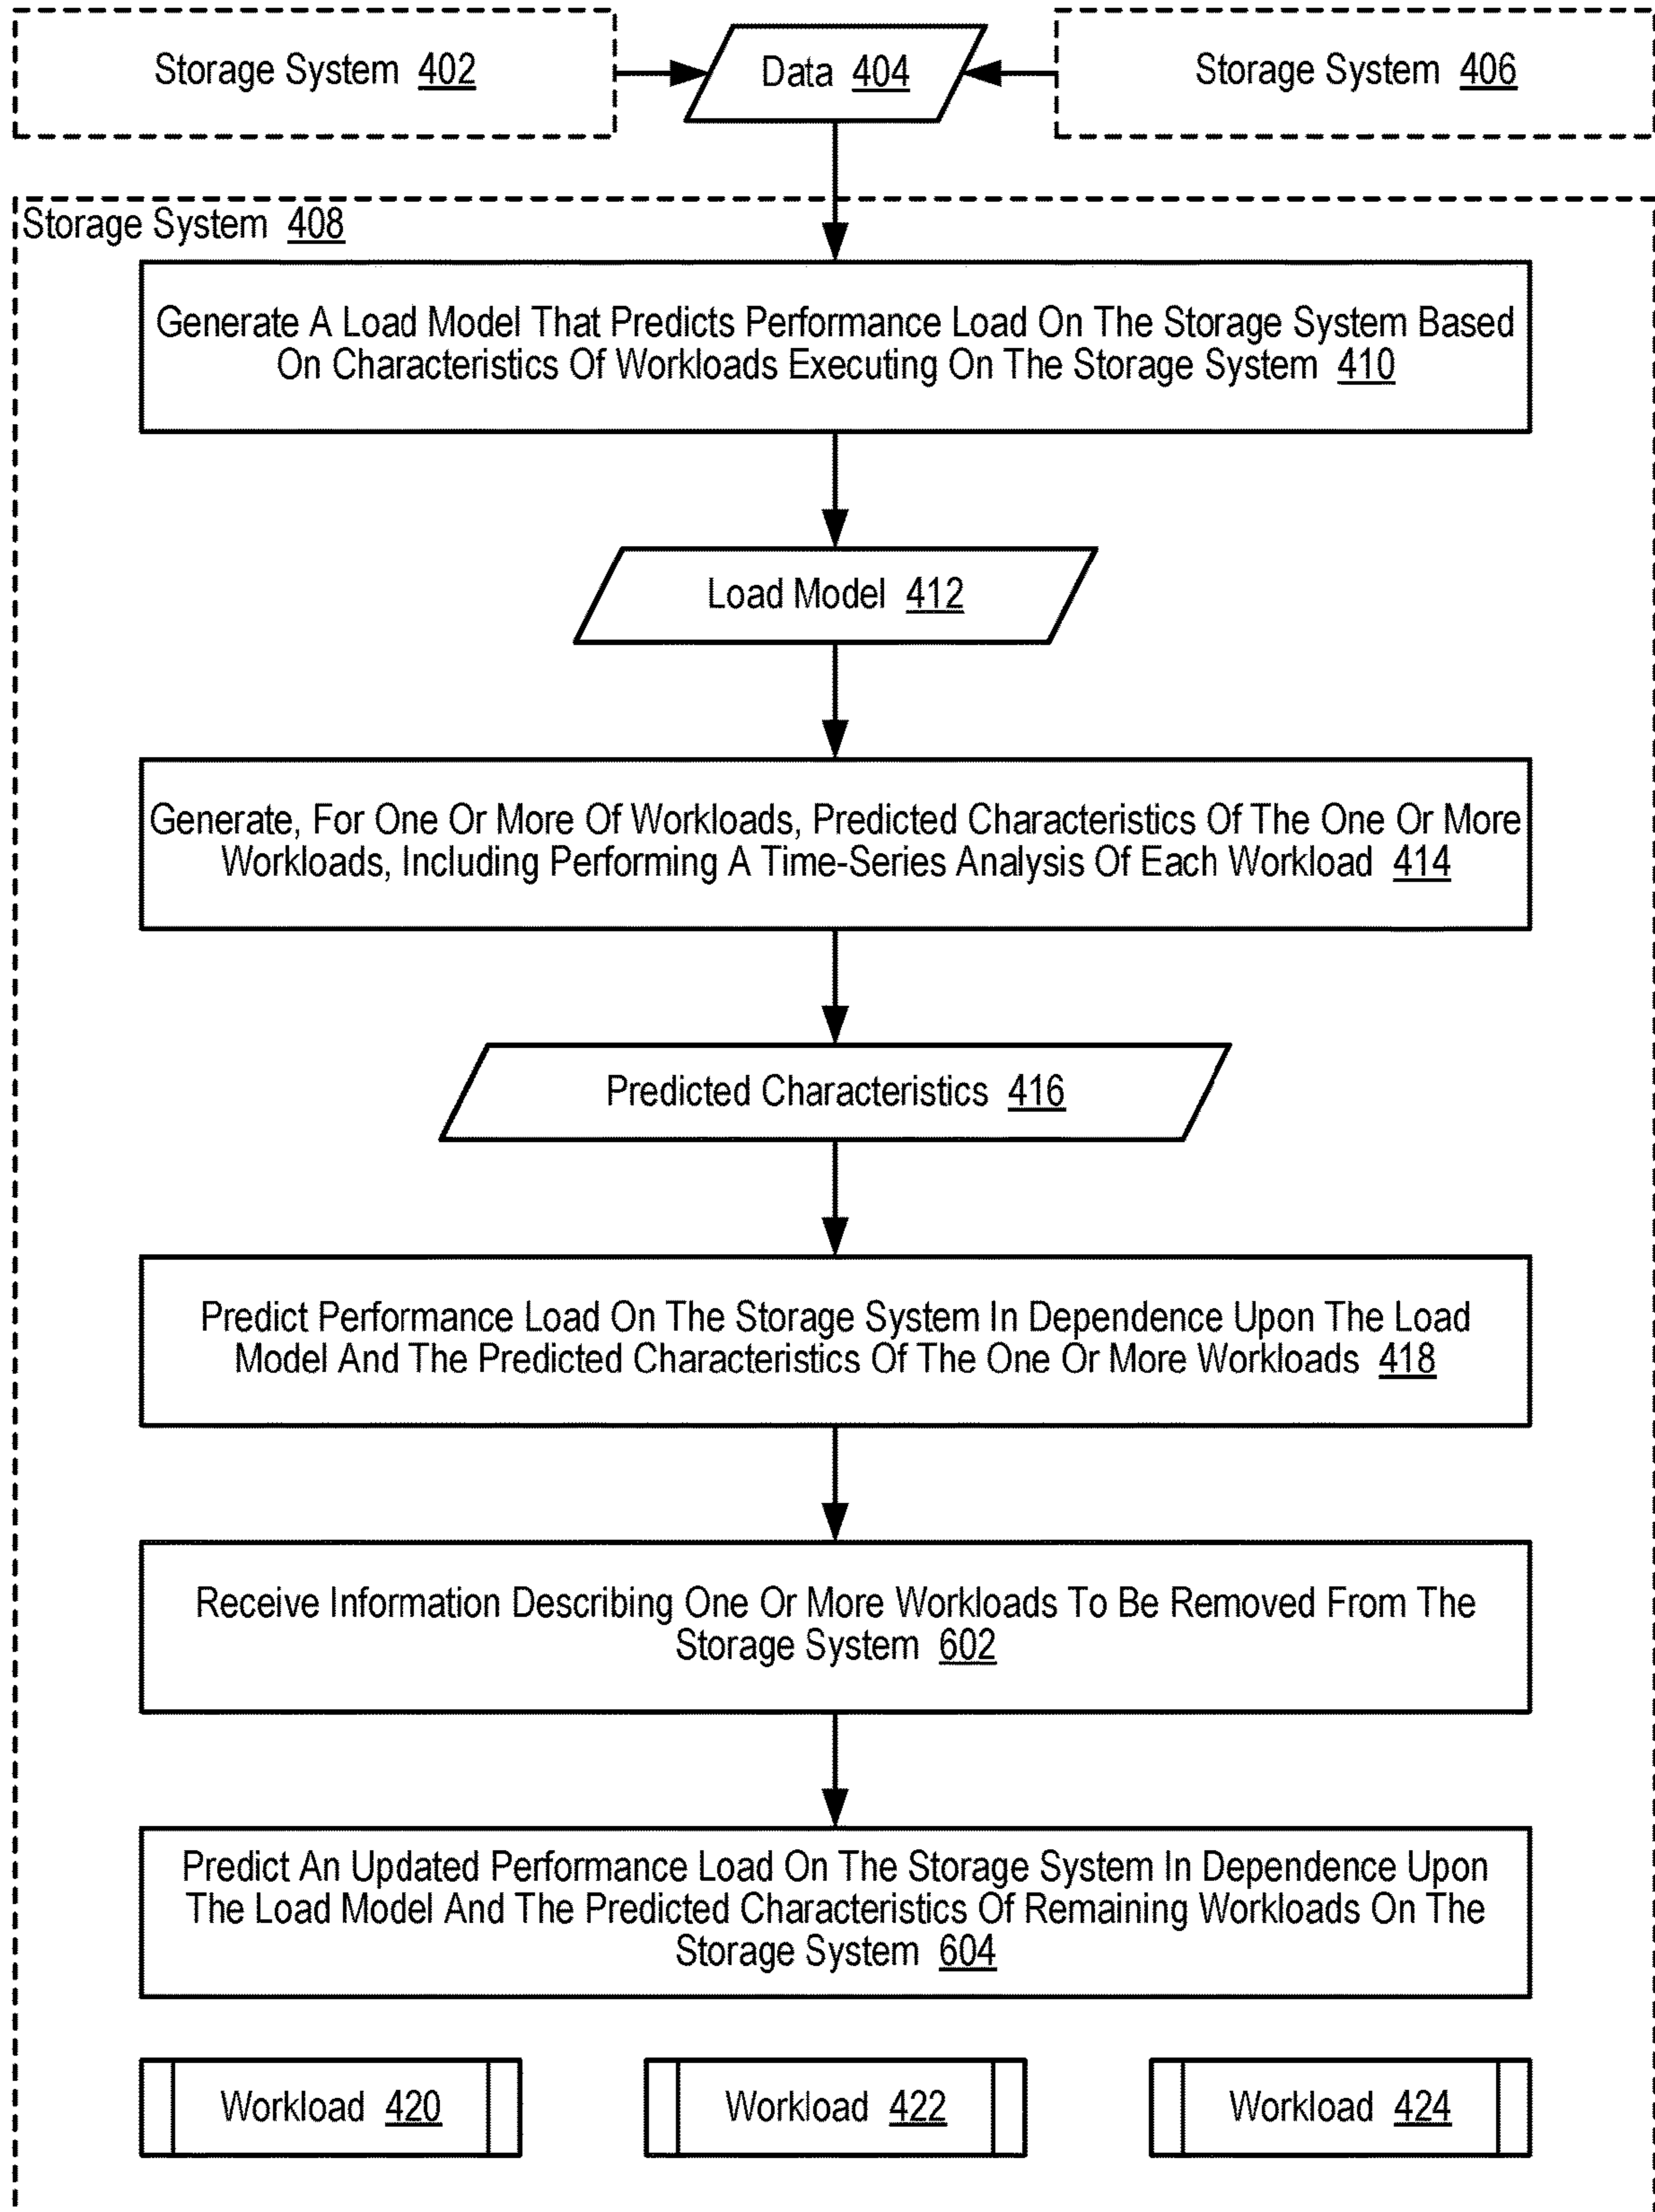 Storage System 402
Data 404
Storage System 406
Storage System 408
Generate A Load Model That Predicts Performance Load On The Storage System Based
On Characteristics Of Workloads Executing On The Storage System 410
Load Model 412
Generate, For One Or More Of Workloads, Predicted Characteristics Of The One Or More
Workloads, Including Performing A Time-Series Analysis Of Each Workload 414
Predicted Characteristics 416
Predict Performance Load On The Storage System In Dependence Upon The Load
Model And The Predicted Characteristics Of The One Or More Workloads 418
Receive Information Describing One Or More Workloads To Be Removed From The
Storage System 602
Predict An Updated Performance Load On The Storage System In Dependence Upon
The Load Model And The Predicted Characteristics Of Remaining Workloads On The
Storage System 604
Workload 420
Workload 422
Workload 424